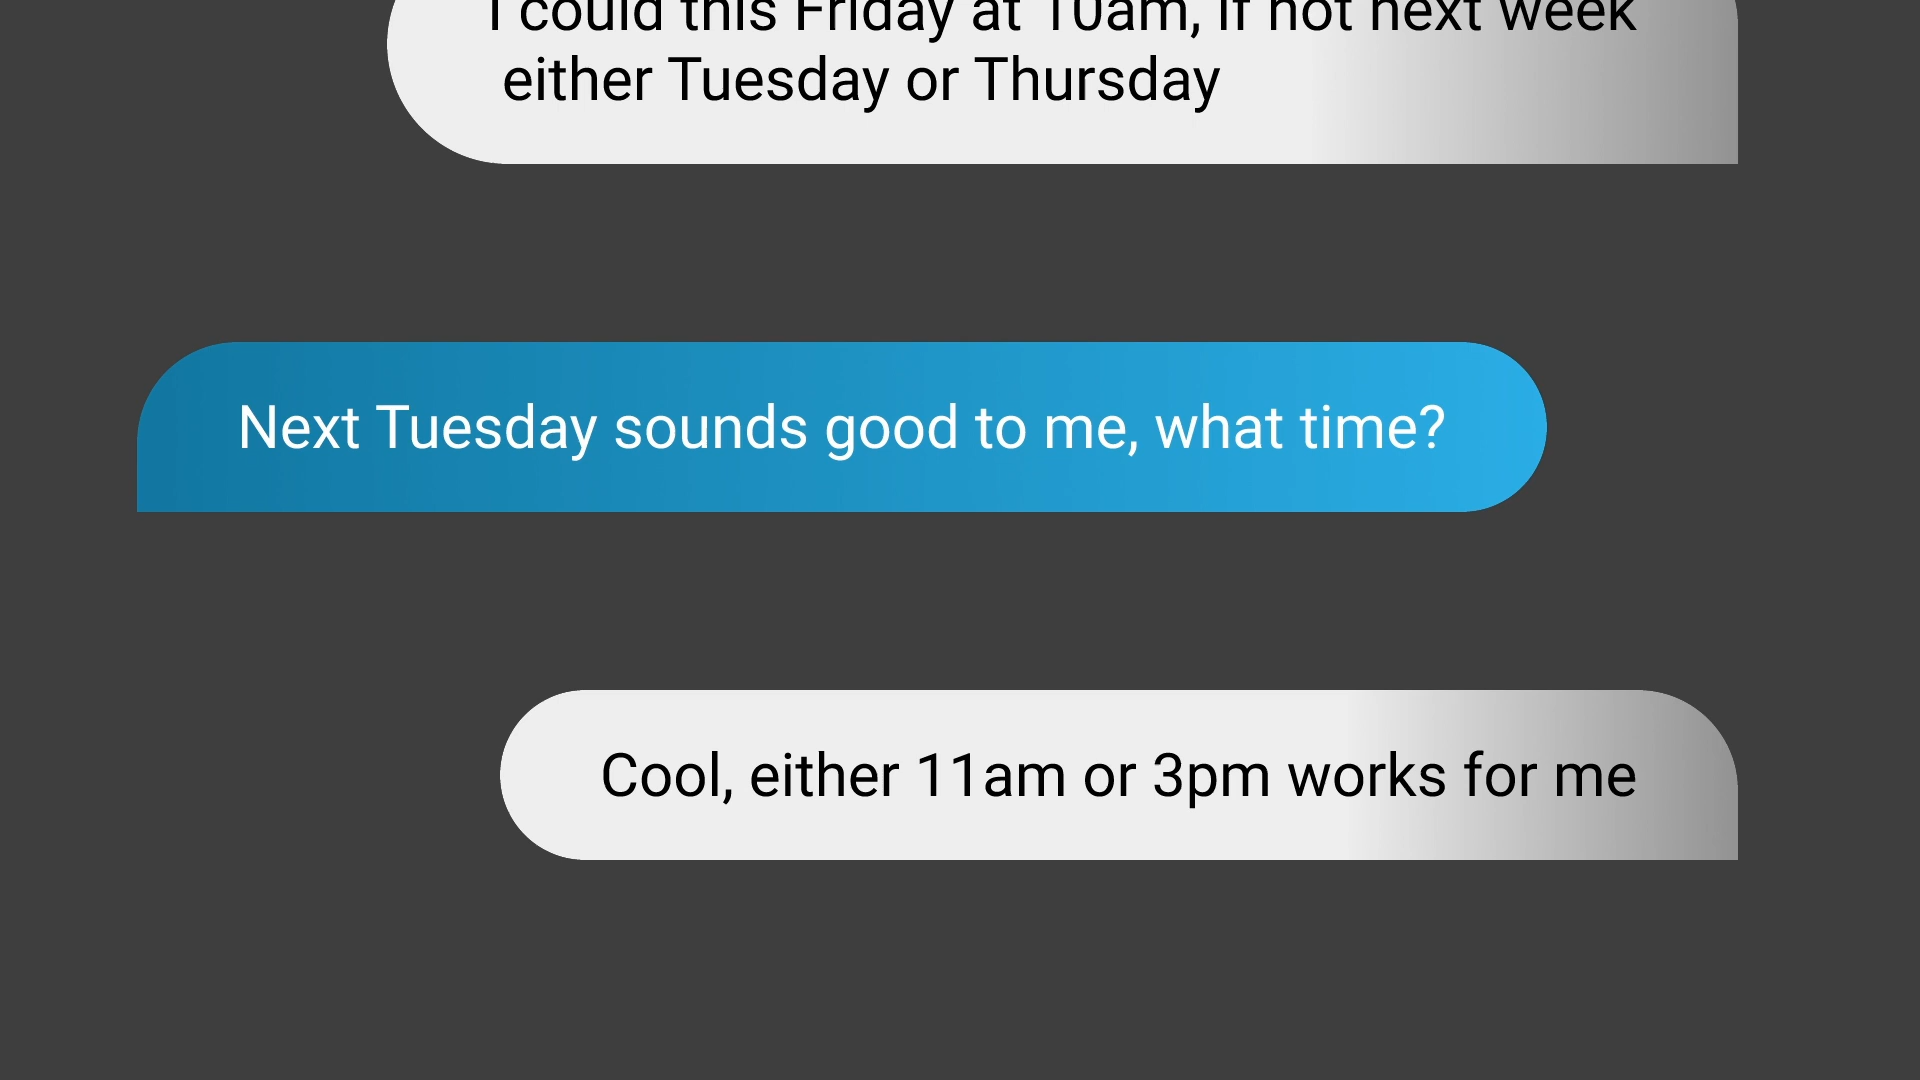 I could this Friday at 10am, if not next week
either Tuesday or Thursday
Next Tuesday sounds good to me, what time?
Cool, either 11am or 3pm works for me